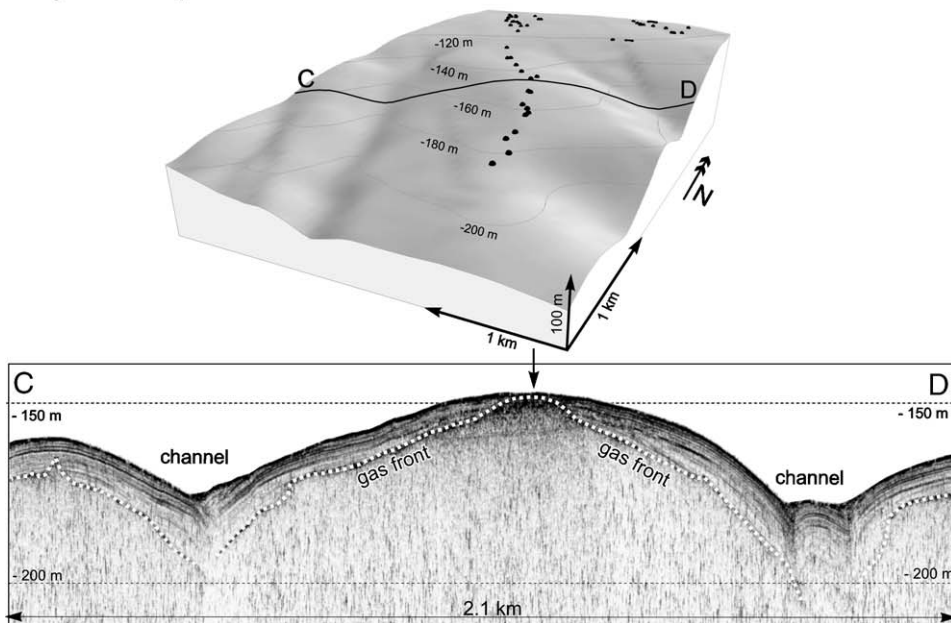 -120 m
-140 m
C
D
-160 m
-180 m
N
-200 m
100 m
1 km
1 km
C
D
- 150 m
- 150 m
channel
gas front
gas front
channel
- 200 m
- 200 m
2.1 km